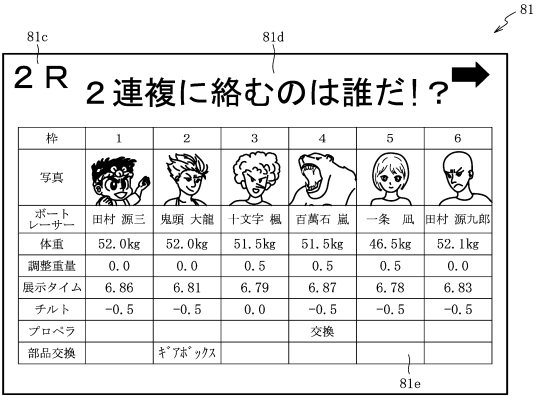 81
81c
81d
2R
2連複に絡むのは誰だ!?
枠 1 2 3 4 5 6
写真
ボートレーサー 田村 源三 鬼頭 大龍 十文字 楓 百萬石 嵐 一条 凪 田村 源九郎
体重 52.0kg 52.0kg 51.5kg 51.5kg 46.5kg 52.1kg
調整重量 0.0 0.0 0.5 0.5 0.5 0.0
展示タイム 6.86 6.81 6.79 6.87 6.78 6.83
チルト -0.5 -0.5 0.0 -0.5 -0.5 -0.5
プロペラ 交換
部品交換 ｷﾞｱﾎﾞｯｸｽ
81e